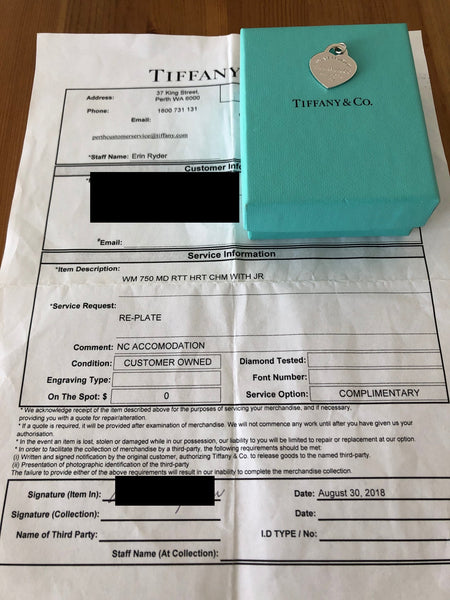 TIFFANY
Address: 37 King Street,
Perth WA 6000
Phone: 1800 731 131
Email:
perthcustomerservice@tiffany.com
*Staff Name: Erin Ryder
TIFFANY & CO.
Customer Info
#Email:
Service Information
*Item Description:
WM 750 MD RTT HRT CHM WITH JR
*Service Request:
RE-PLATE
Comment: NC ACCOMODATION
Condition: CUSTOMER OWNED Diamond Tested:
Engraving Type: Font Number:
On The Spot: $ 0 Service Option: COMPLIMENTARY
* We acknowledge receipt of the item described above for the purposes of servicing your merchandise, and if necessary,
providing you with a quote for repair/alteration.
* If a quote is required, it will be provided after examination of merchandise. We will not commence any work until after you have given us your
authorisation.
* In the event an item is lost, stolen or damaged while in our possession, our liability to you will be limited to repair or replacement at our option.
* In order to facilitate the collection of merchandise by a third-party, the following requirements should be met:
(i) Written and signed notification by the original customer, authorizing Tiffany & Co. to release goods to the named third-party.
(ii) Presentation of photographic identification of the third-party
The failure to provide either of the above requirements will result in an inability to complete the merchandise collection.
Signature (Item In): Date: August 30, 2018
Signature (Collection): Date:
Name of Third Party: I.D TYPE / No:
Staff Name (At Collection):